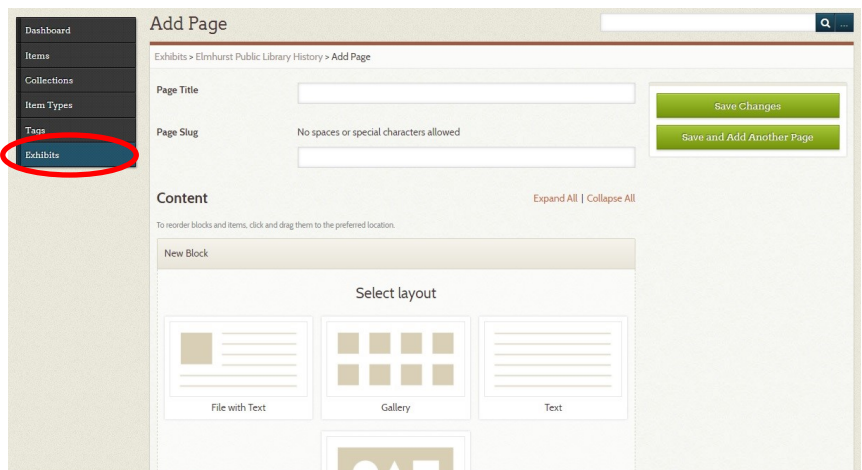 Add Page
...
Dashboard
Items
Collections
Item Types
Tags
Exhibits
Exhibits > Elmhurst Public Library History > Add Page
Page Title
Page Slug
No spaces or special characters allowed
Save Changes
Save and Add Another Page
Content
Expand All | Collapse All
To reorder blocks and items, click and drag them to the preferred location.
New Block
Select layout
File with Text
Gallery
Text